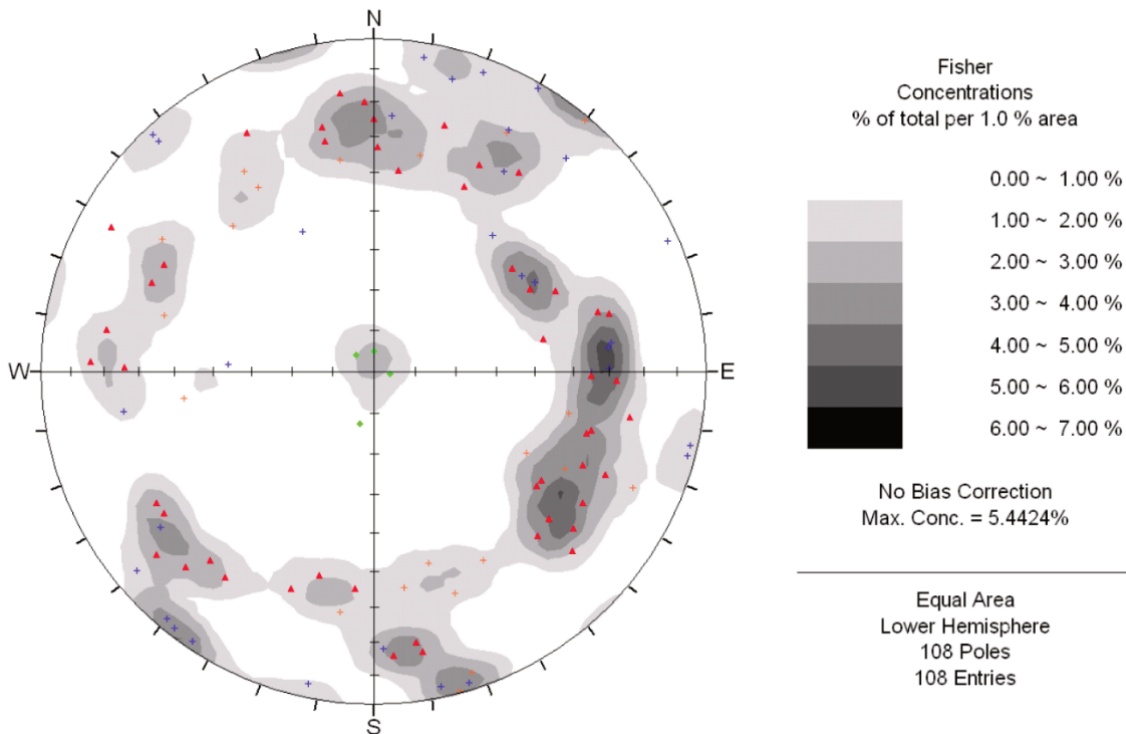 N
W
E
S
Fisher
Concentrations
% of total per 1.0 % area
0.00 ~ 1.00 %
1.00 ~ 2.00 %
2.00 ~ 3.00 %
3.00 ~ 4.00 %
4.00 ~ 5.00 %
5.00 ~ 6.00 %
6.00 ~ 7.00 %
No Bias Correction
Max. Conc. = 5.4424%
Equal Area
Lower Hemisphere
108 Poles
108 Entries